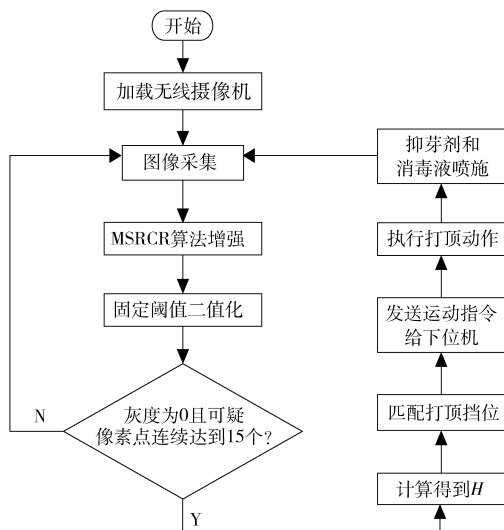 开始
加载无线摄像机
图像采集
MSRCR算法增强
固定阈值二值化
灰度为0且可疑
像素点连续达到15个?
N
Y
抑芽剂和
消毒液喷施
执行打顶动作
发送运动指令
给下位机
匹配打顶挡位
计算得到H